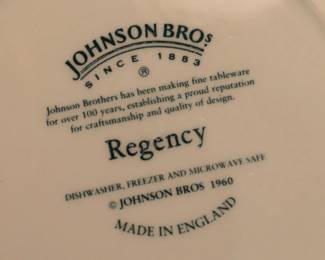 JOHNSON BROS
SINCE 1883
®
Johnson Brothers has been making fine tableware
for over 100 years, establishing a proud reputation
for craftsmanship and quality of design.
Regency
DISHWASHER, FREEZER AND MICROWAVE SAFE
© JOHNSON BROS 1960
MADE IN ENGLAND